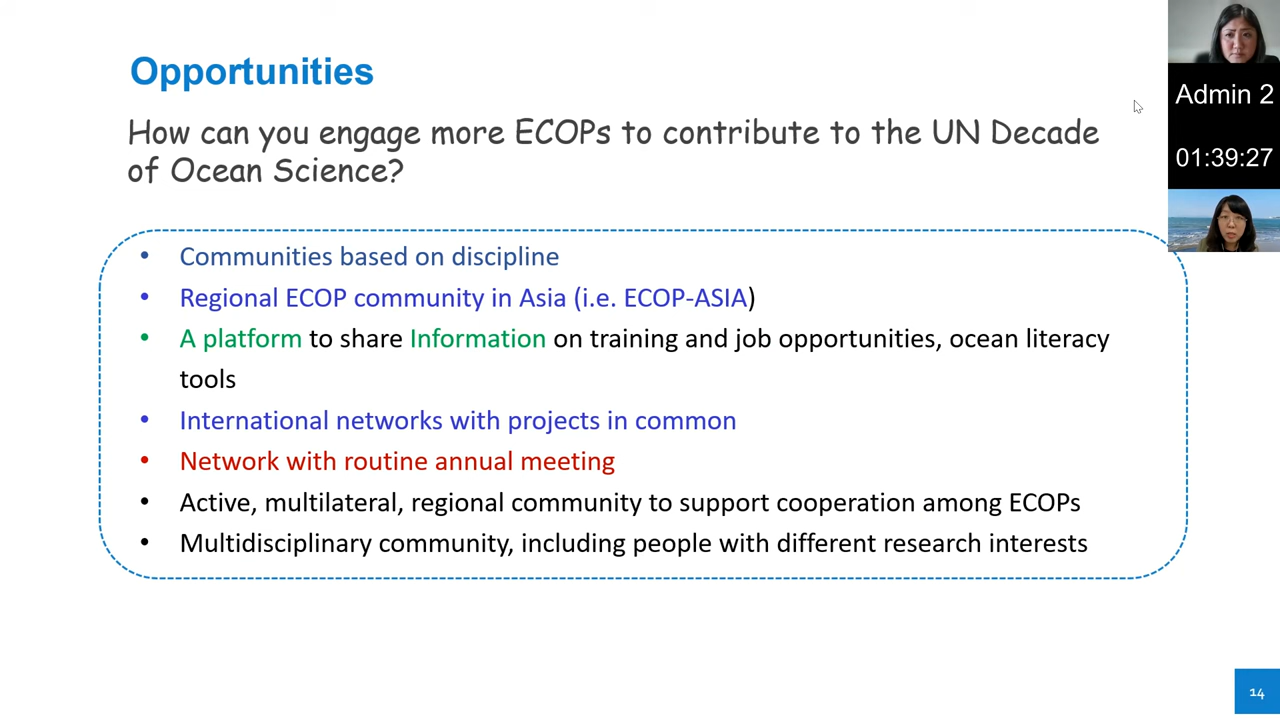 Opportunities
How can you engage more ECOPs to contribute to the UN Decade
of Ocean Science?
• Communities based on discipline
• Regional ECOP community in Asia (i.e. ECOP-ASIA)
• A platform to share Information on training and job opportunities, ocean literacy
tools
• International networks with projects in common
• Network with routine annual meeting
• Active, multilateral, regional community to support cooperation among ECOPs
• Multidisciplinary community, including people with different research interests
Admin 2
01:39:27
14